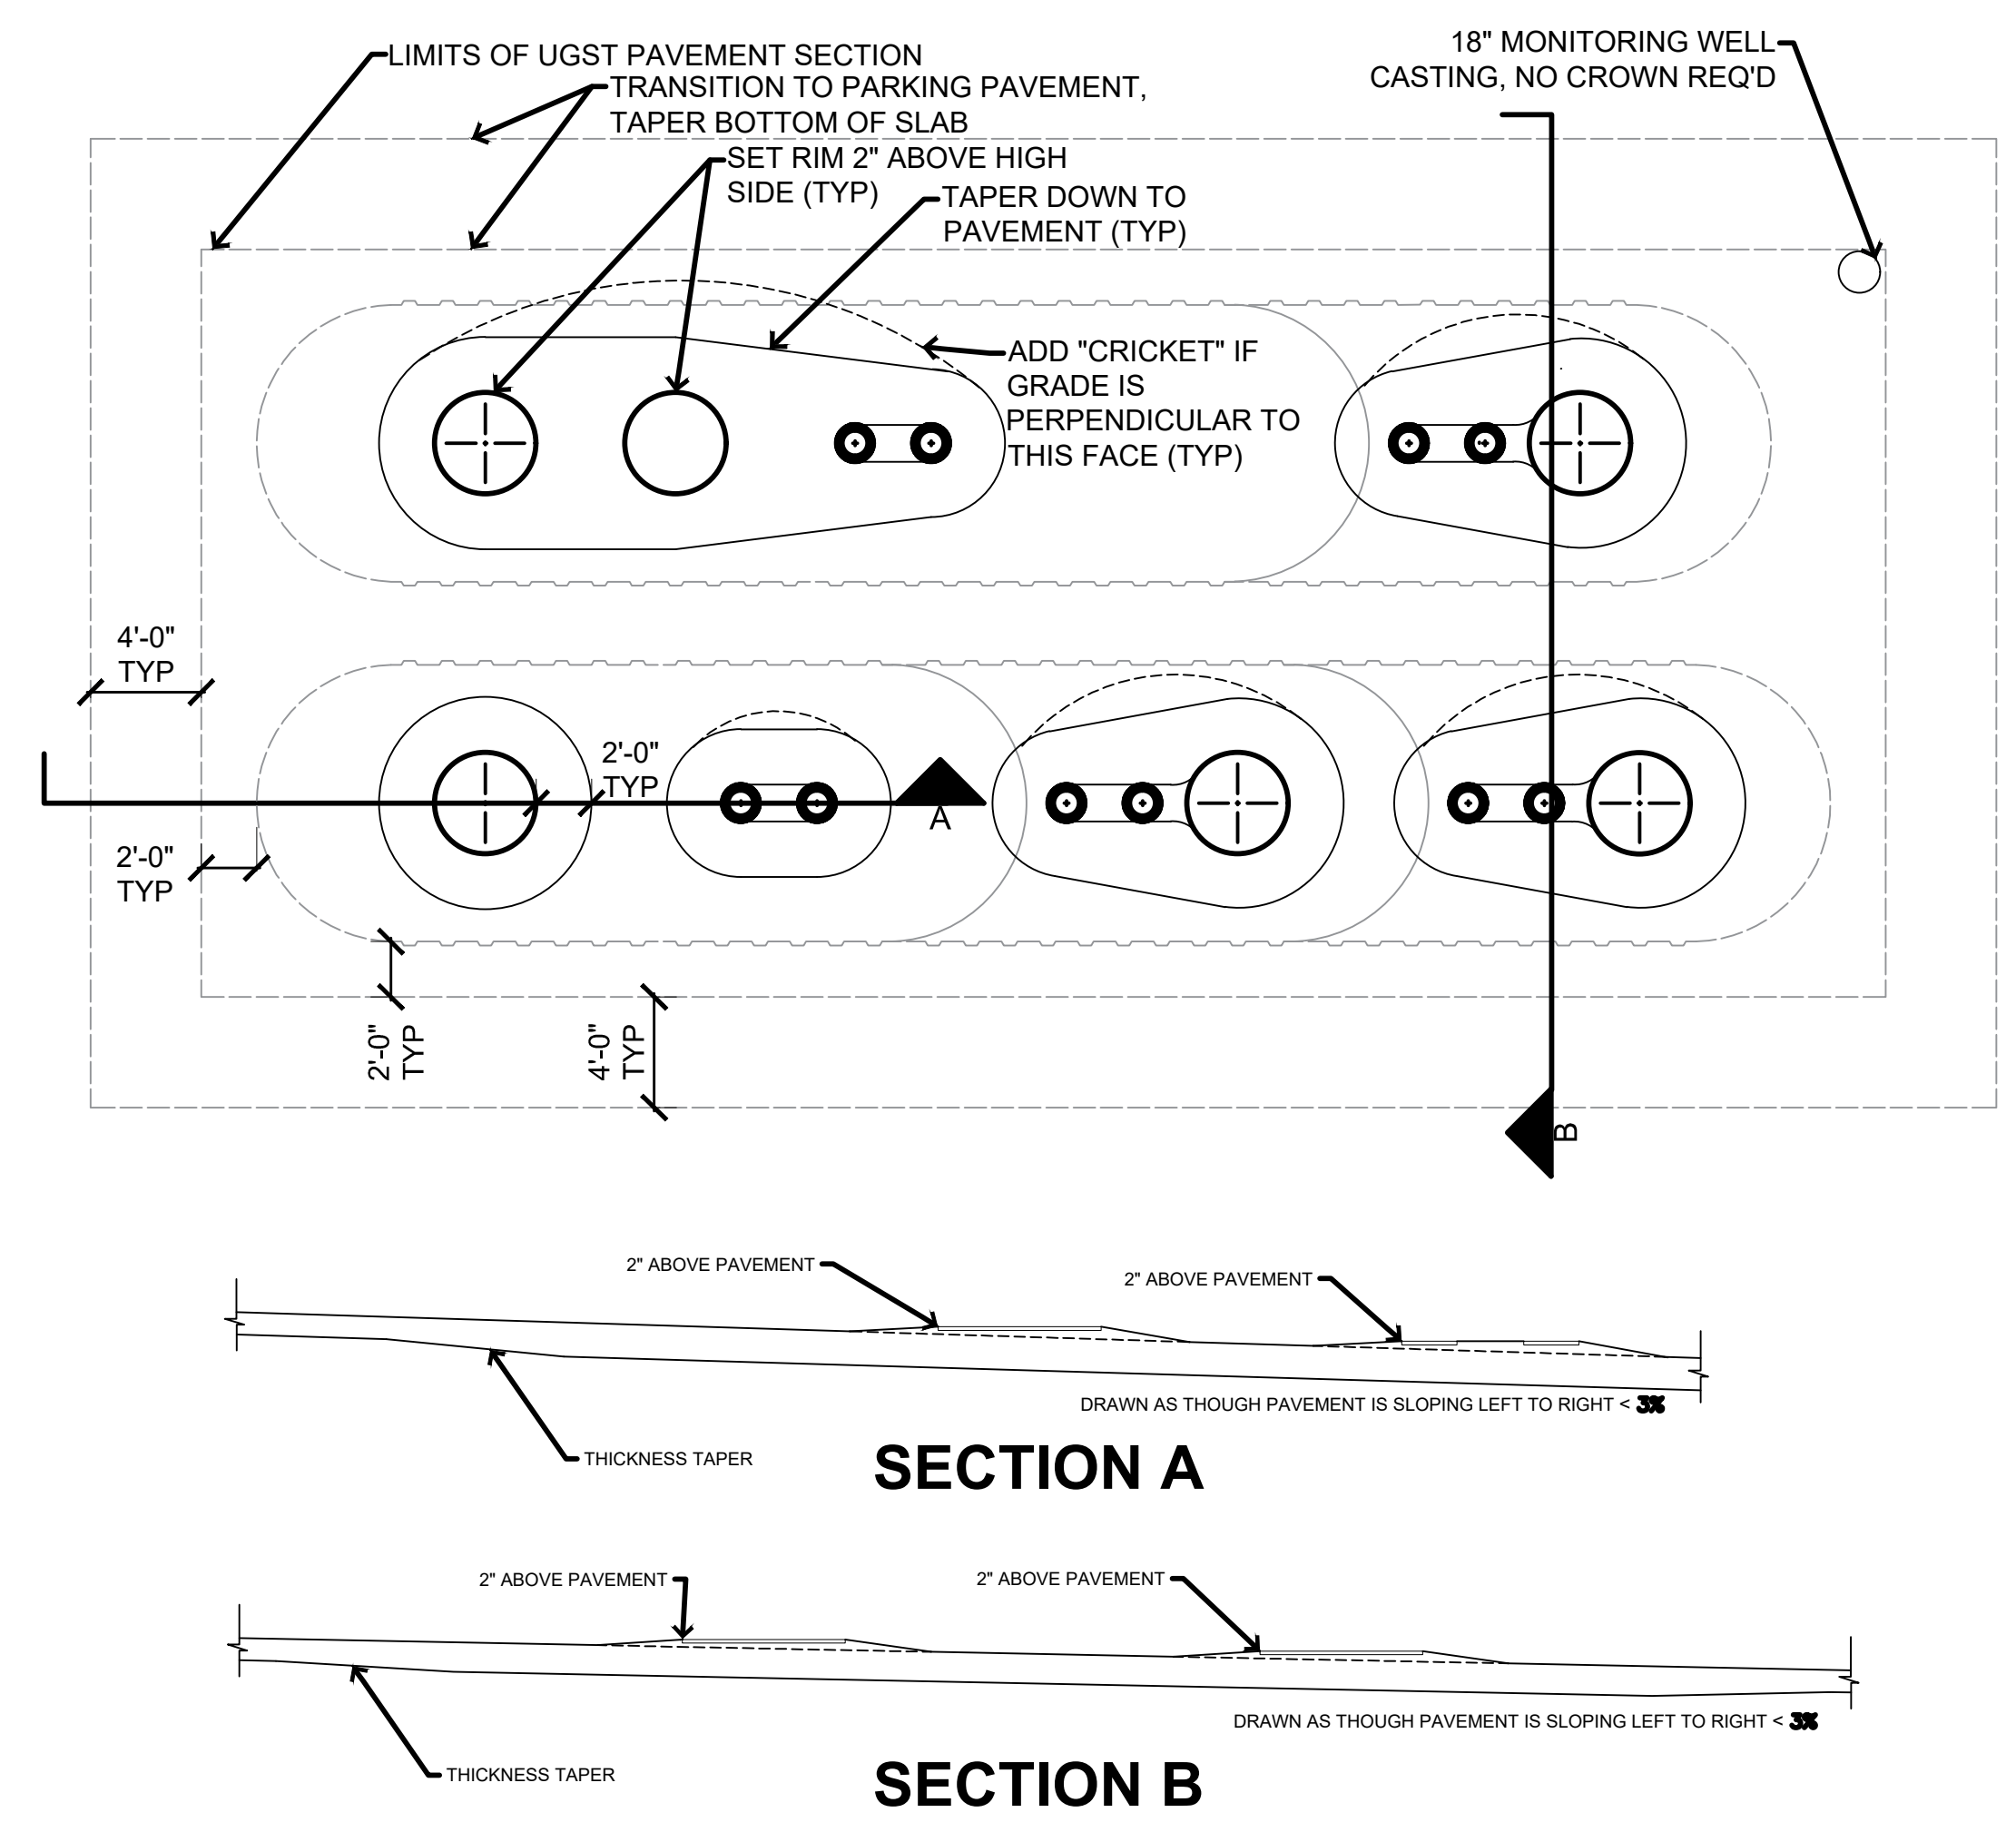 LIMITS OF UGST PAVEMENT SECTION
TRANSITION TO PARKING PAVEMENT,
TAPER BOTTOM OF SLAB
18" MONITORING WELL
CASTING, NO CROWN REQ'D
SET RIM 2" ABOVE HIGH
SIDE (TYP)
TAPER DOWN TO
PAVEMENT (TYP)
ADD "CRICKET" IF
GRADE IS
PERPENDICULAR TO
THIS FACE (TYP)
4'-0"
TYP
2'-0"
TYP
A
2'-0"
TYP
2'-0"
TYP
4'-0"
TYP
B
2" ABOVE PAVEMENT
2" ABOVE PAVEMENT
DRAWN AS THOUGH PAVEMENT IS SLOPING LEFT TO RIGHT < 3%
THICKNESS TAPER
SECTION A
2" ABOVE PAVEMENT
2" ABOVE PAVEMENT
DRAWN AS THOUGH PAVEMENT IS SLOPING LEFT TO RIGHT < 3%
THICKNESS TAPER
SECTION B